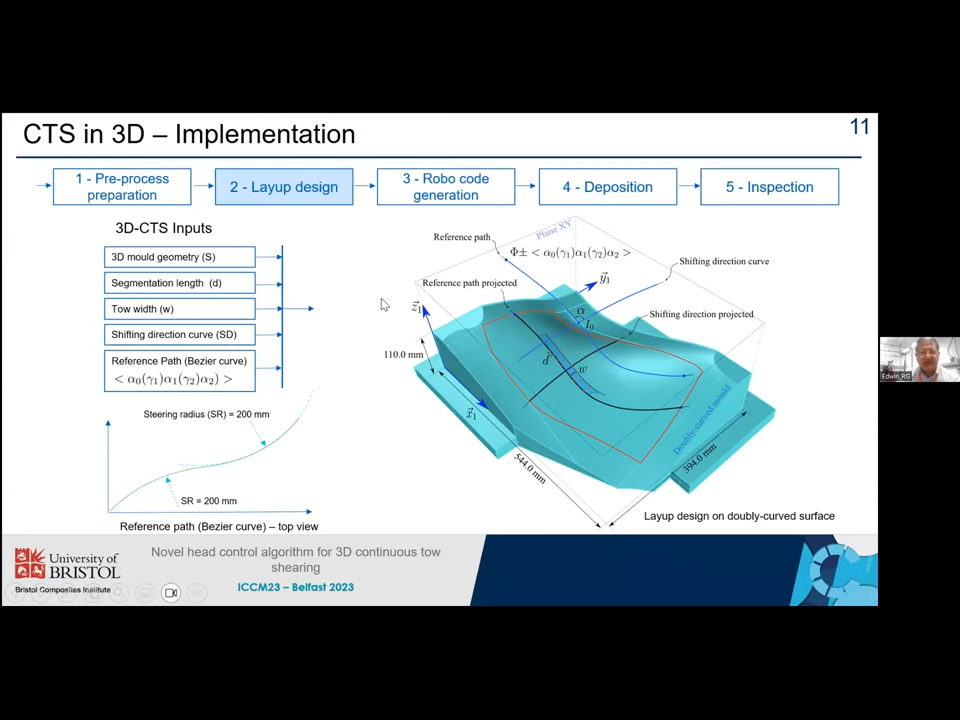 CTS in 3D – Implementation
11
1 - Pre-process
preparation
2 - Layup design
3 - Robo code
generation
4 - Deposition
5 - Inspection
3D-CTS Inputs
3D mould geometry (S)
Segmentation length (d)
Tow width (w)
Shifting direction curve (SD)
Reference Path (Bezier curve)
< α₀(γ₁)α₁(γ₂)α₂) >
Steering radius (SR) = 200 mm
SR = 200 mm
Reference path (Bezier curve) – top view
Reference path
Plane XY
Φ± < α₀(γ₁)α₁(γ₂)α₂ >
Shifting direction curve
Reference path projected
y⃗₁
z⃗₁
α
l₀
Shifting direction projected
110.0 mm
d
w
x⃗₁
Doubly-curved mould
544.0 mm
394.0 mm
Layup design on doubly-curved surface
University of
BRISTOL
Bristol Composites Institute
Novel head control algorithm for 3D continuous tow
shearing
ICCM23 – Belfast 2023
Edwin_RG